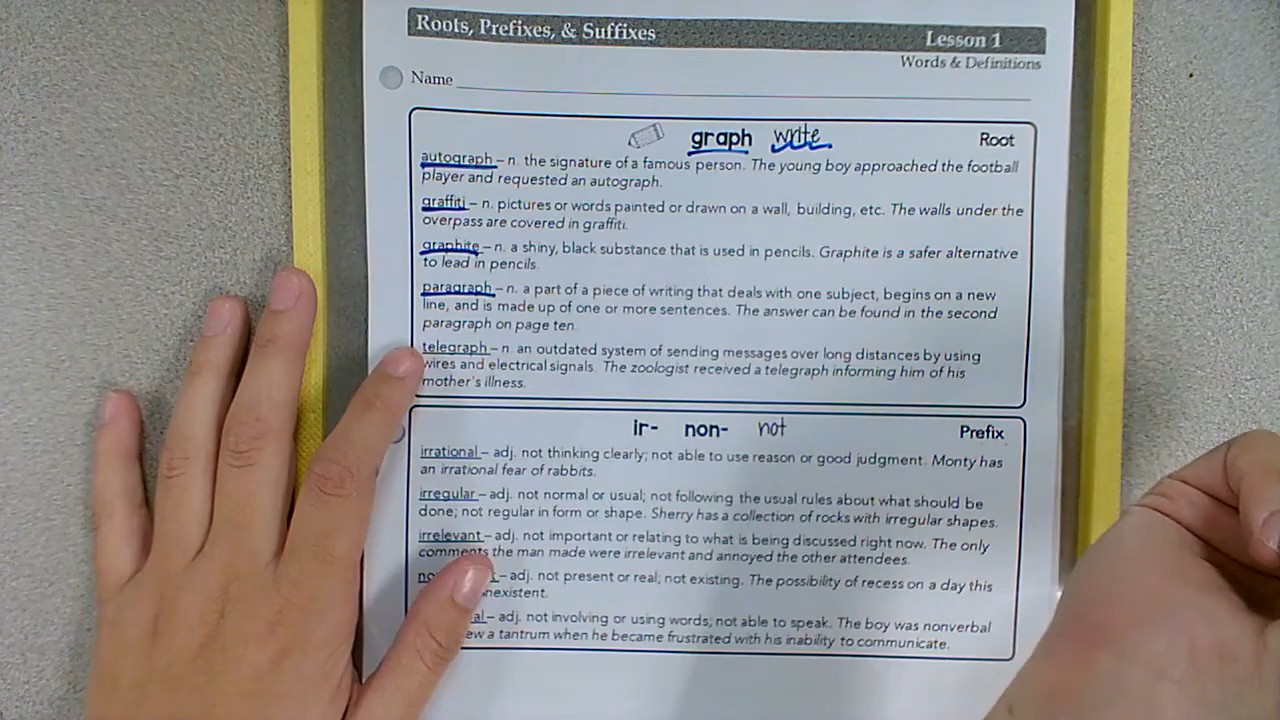 Roots, Prefixes, & Suffixes
Lesson 1
Words & Definitions
Name
graph write
Root
autograph – n. the signature of a famous person. The young boy approached the football
player and requested an autograph.
graffiti – n. pictures or words painted or drawn on a wall, building, etc. The walls under the
overpass are covered in graffiti.
graphite – n. a shiny, black substance that is used in pencils. Graphite is a safer alternative
to lead in pencils.
paragraph – n. a part of a piece of writing that deals with one subject, begins on a new
line, and is made up of one or more sentences. The answer can be found in the second
paragraph on page ten.
telegraph – n. an outdated system of sending messages over long distances by using
wires and electrical signals. The zoologist received a telegraph informing him of his
mother's illness.
ir- non- not
Prefix
irrational – adj. not thinking clearly; not able to use reason or good judgment. Monty has
an irrational fear of rabbits.
irregular – adj. not normal or usual; not following the usual rules about what should be
done; not regular in form or shape. Sherry has a collection of rocks with irregular shapes.
irrelevant – adj. not important or relating to what is being discussed right now. The only
comments the man made were irrelevant and annoyed the other attendees.
– adj. not present or real; not existing. The possibility of recess on a day this
– adj. not involving or using words; not able to speak. The boy was nonverbal
a tantrum when he became frustrated with his inability to communicate.